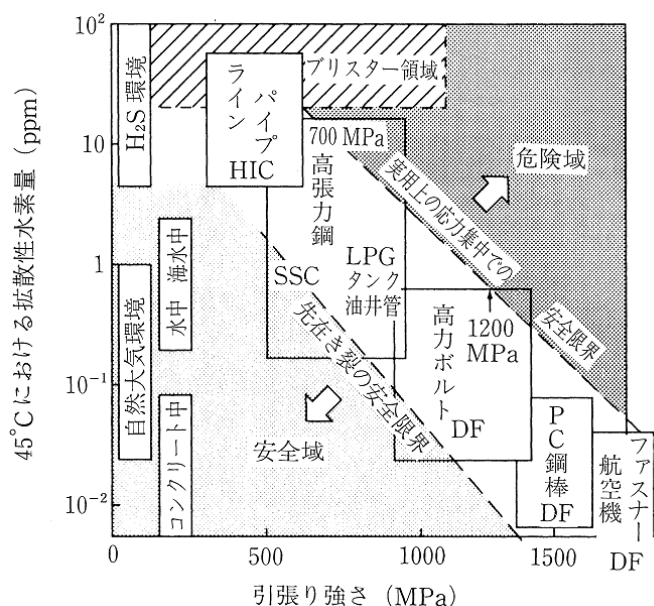 45°Cにおける拡散性水素量（ppm）
10²
10
1
10⁻¹
10⁻²
H₂S環境
自然大気環境
海水中
水中
コンクリート中
ブリスター領域
パイプ
ライン
HIC
700 MPa
高張力鋼
SSC
LPG
タンク
油井管
危険域
実用上の応力集中での
安全限界
1200
MPa
高力ボルト
DF
先在き裂の安全限界
安全域
PC鋼棒
DF
ファスナー
航空機
DF
0
500
1000
1500
引張り強さ（MPa）